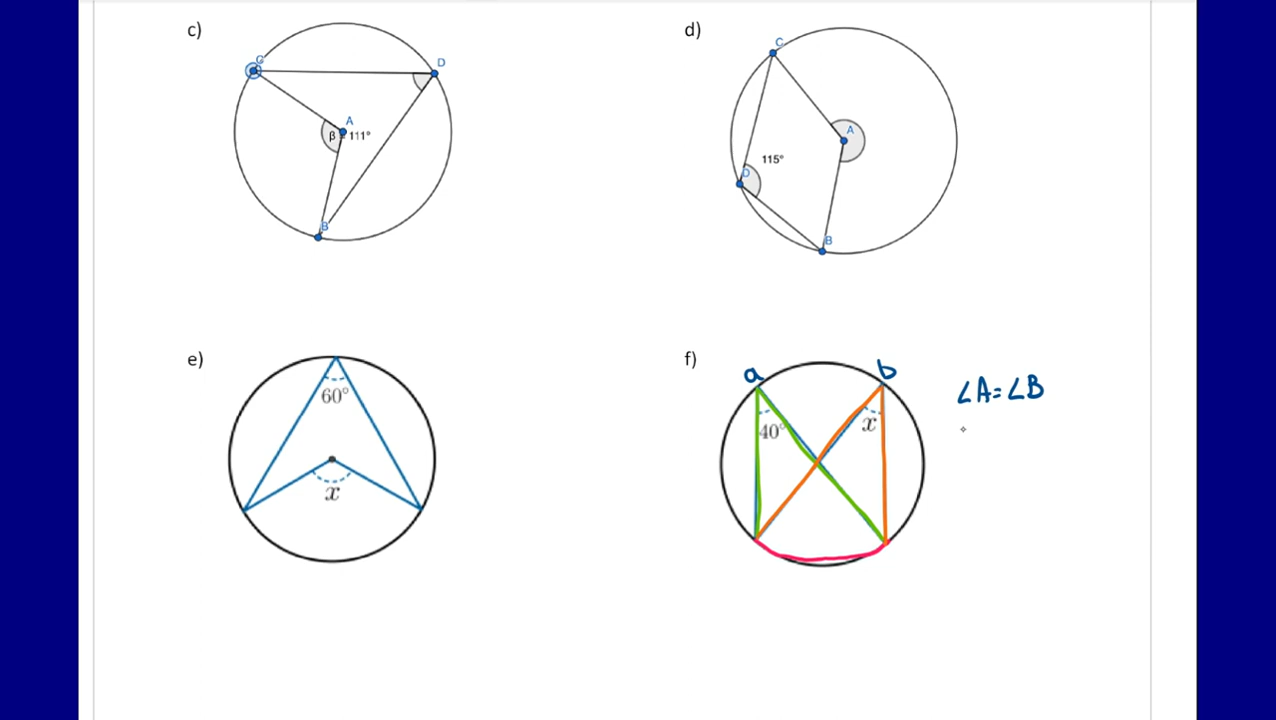 c)
C
D
A
β = 111°
B
d)
C
A
115°
D
B
e)
60°
x
f)
a
b
40°
x
∠A=∠B